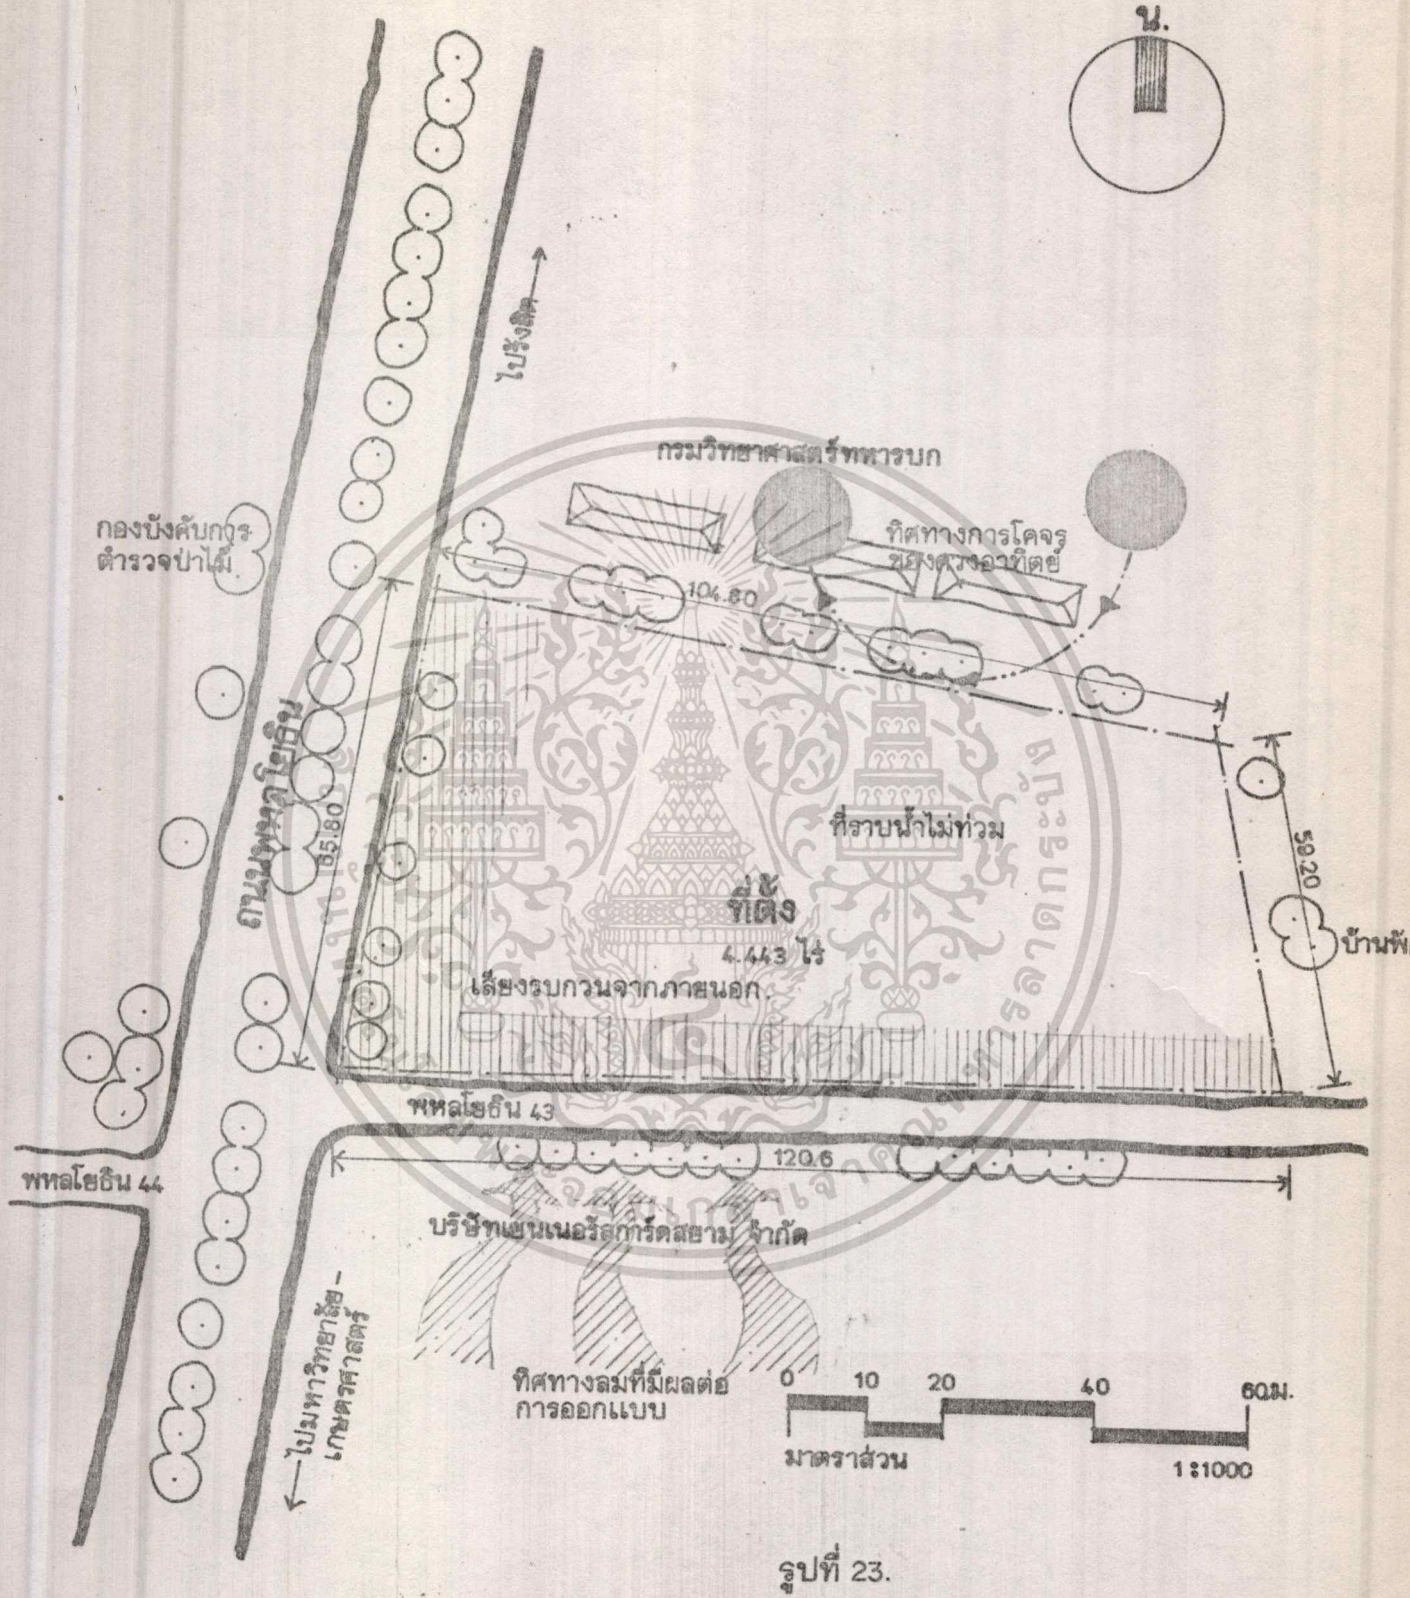 น.
ไปรังสิต
กรมวิทยาศาสตร์ทหารบก
กองบังคับการ
ตำรวจป่าไม้
ทิศทางการโคจร
ของดวงอาทิตย์
104.80
ถนนพหลโยธิน
65.80
ที่ราบน้ำไม่ท่วม
59.20
ที่ตั้ง
4.443 ไร่
บ้านพั
เสียงรบกวนจากภายนอก
พหลโยธิน 43
พหลโยธิน 44
120.6
บริษัทเยนเนอรัลการ์ดสยาม จำกัด
ไปมหาวิทยาลัย-
เกษตรศาสตร์
ทิศทางลมที่มีผลต่อ
การออกแบบ
0 10 20 40 60ม.
มาตราส่วน 1:1000
รูปที่ 23.